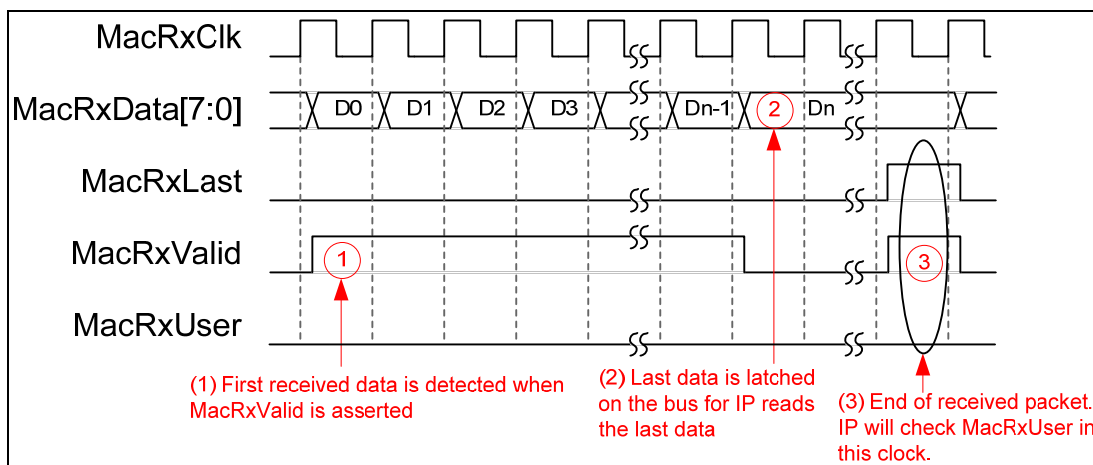 MacRxClk
MacRxData[7:0]
D0 D1 D2 D3 Dn-1 2 Dn
MacRxLast
MacRxValid
1 3
MacRxUser
(1) First received data is detected when
MacRxValid is asserted
(2) Last data is latched
on the bus for IP reads
the last data
(3) End of received packet.
IP will check MacRxUser in
this clock.